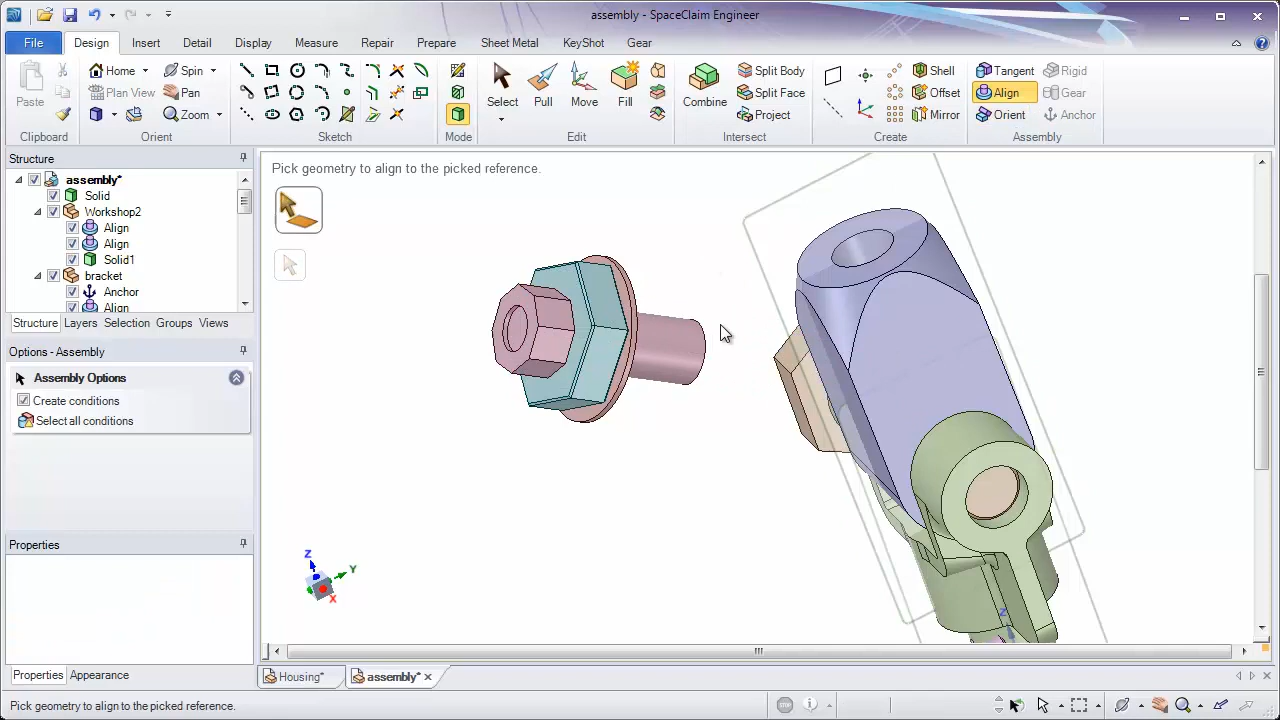 assembly - SpaceClaim Engineer
File Design Insert Detail Display Measure Repair Prepare Sheet Metal KeyShot Gear
Paste Home Spin Select Pull Move Fill Combine Split Body Shell Tangent Rigid
Plan View Pan Split Face Offset Align Gear
Zoom Project Mirror Orient Anchor
Clipboard Orient Sketch Mode Edit Intersect Create Assembly
Structure
assembly*
Solid
Workshop2
Align
Align
Solid1
bracket
Anchor
Align
Structure Layers Selection Groups Views
Options - Assembly
Assembly Options
Create conditions
Select all conditions
Properties
Properties Appearance
Pick geometry to align to the picked reference.
Z
Y
X
Z
Housing* assembly*
Pick geometry to align to the picked reference.
STOP